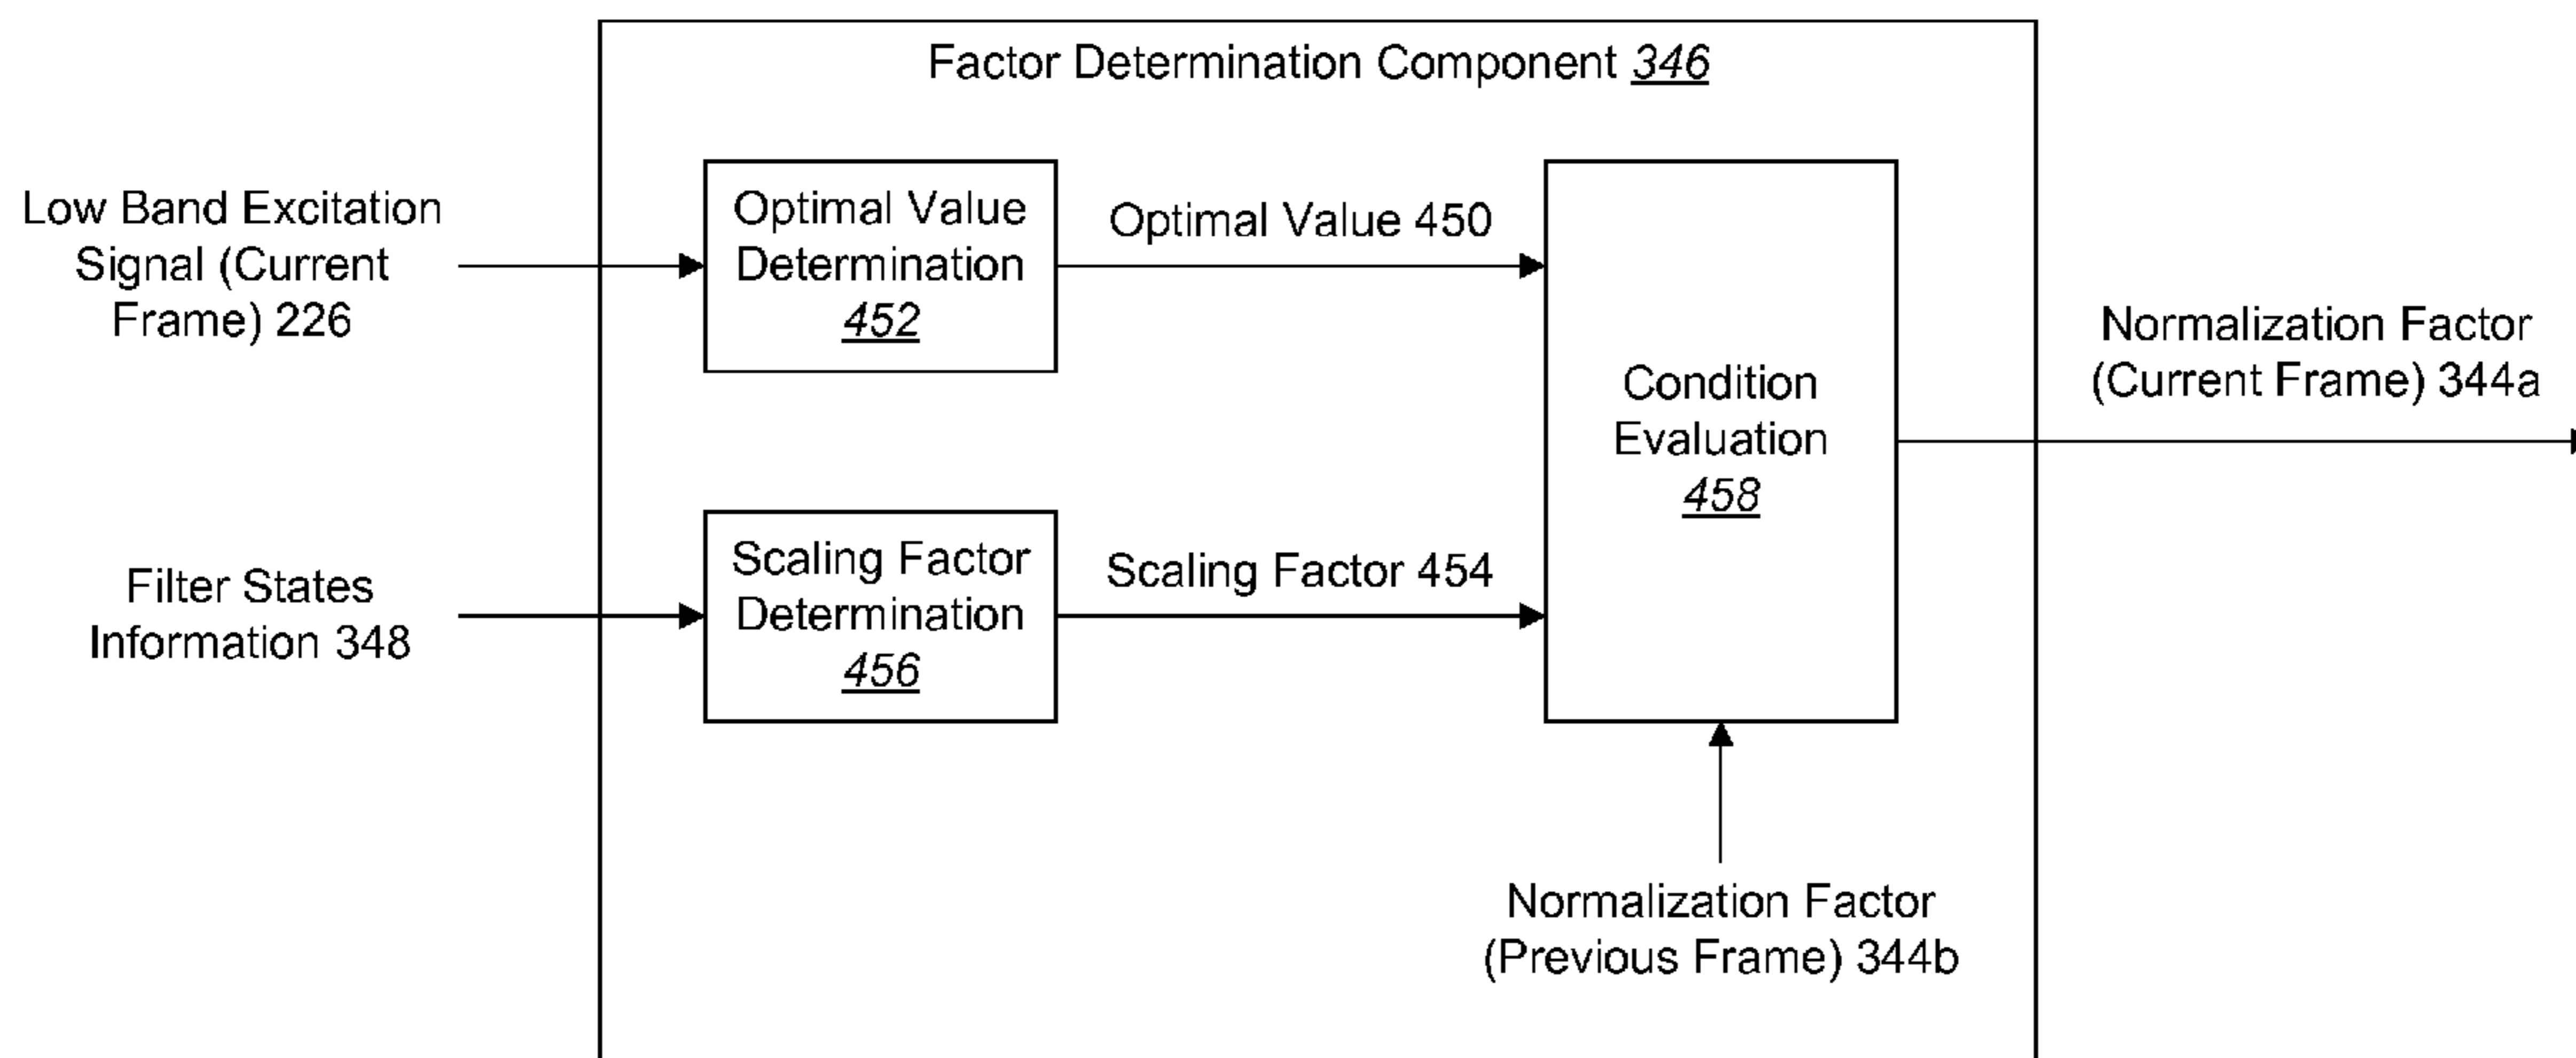 Factor Determination Component 346
Low Band Excitation
Signal (Current
Frame) 226
Optimal Value
Determination
452
Optimal Value 450
Condition
Evaluation
458
Normalization Factor
(Current Frame) 344a
Filter States
Information 348
Scaling Factor
Determination
456
Scaling Factor 454
Normalization Factor
(Previous Frame) 344b